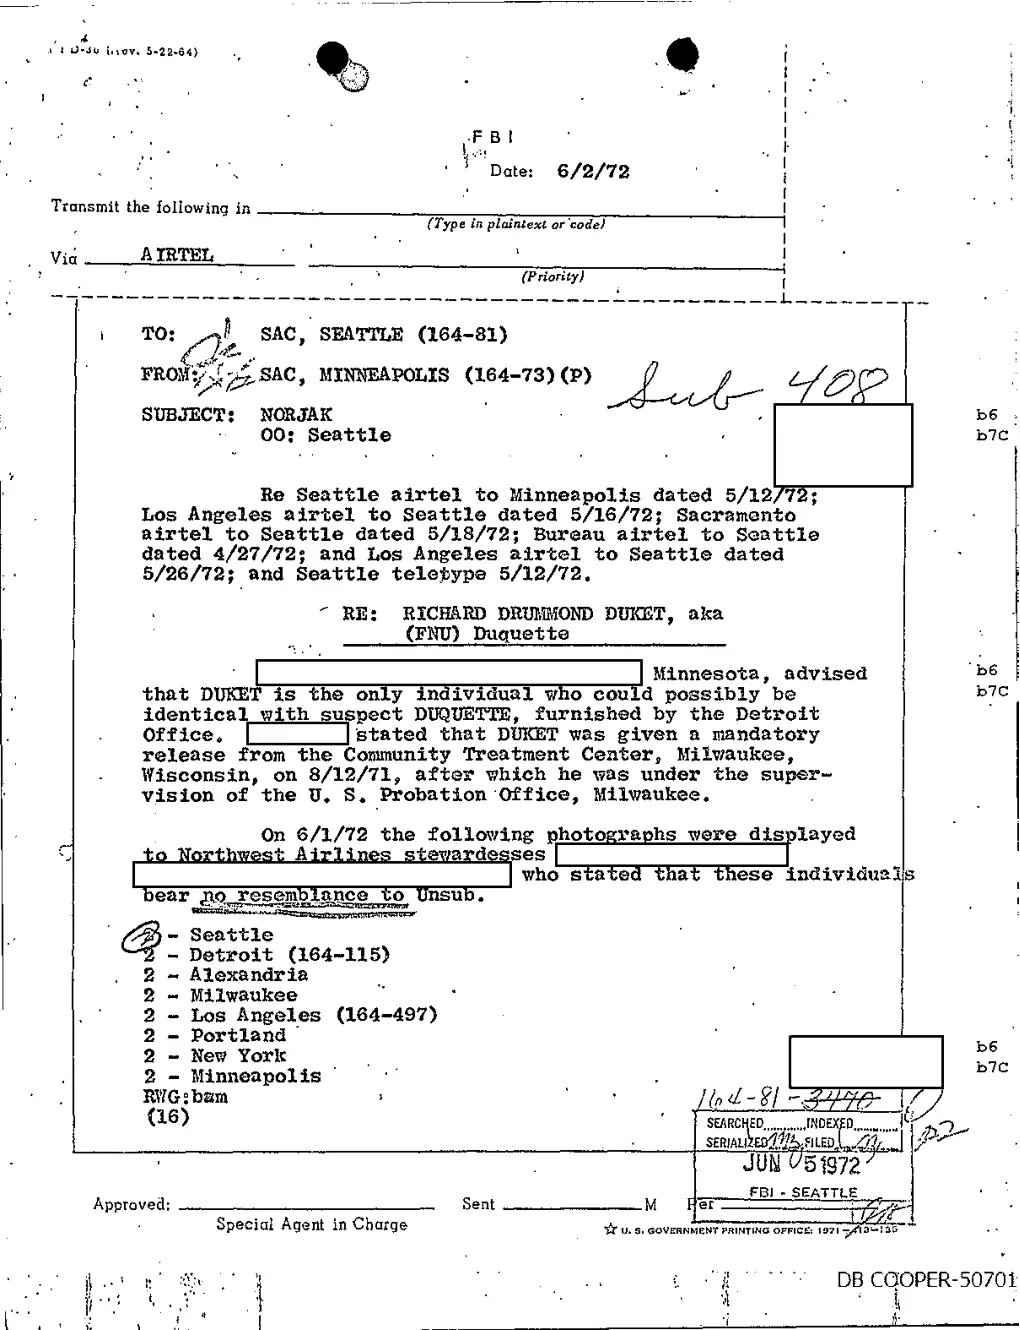 (Rev. 5-22-64)
F B I
Date: 6/2/72
Transmit the following in
(Type in plaintext or code)
Via AIRTEL
(Priority)
TO: SAC, SEATTLE (164-81)
FROM: SAC, MINNEAPOLIS (164-73)(P)
Sub 408
SUBJECT: NORJAK
OO: Seattle
b6
b7C
Re Seattle airtel to Minneapolis dated 5/12/72;
Los Angeles airtel to Seattle dated 5/16/72; Sacramento
airtel to Seattle dated 5/18/72; Bureau airtel to Seattle
dated 4/27/72; and Los Angeles airtel to Seattle dated
5/26/72; and Seattle teletype 5/12/72.
RE: RICHARD DRUMMOND DUKET, aka
(FNU) Duquette
Minnesota, advised
b6
that DUKET is the only individual who could possibly be
b7C
identical with suspect DUQUETTE, furnished by the Detroit
Office. stated that DUKET was given a mandatory
release from the Community Treatment Center, Milwaukee,
Wisconsin, on 8/12/71, after which he was under the super-
vision of the U. S. Probation Office, Milwaukee.
On 6/1/72 the following photographs were displayed
to Northwest Airlines stewardesses
who stated that these individuals
bear no resemblance to Unsub.
2 - Seattle
2 - Detroit (164-115)
2 - Alexandria
2 - Milwaukee
2 - Los Angeles (164-497)
2 - Portland
2 - New York
2 - Minneapolis
b6
b7C
RWG:bam
(16)
164-81-3470
SEARCHED INDEXED
SERIALIZED FILED
JUN 05 1972
FBI - SEATTLE
Approved: Sent M Per
Special Agent in Charge
☆ U. S. GOVERNMENT PRINTING OFFICE: 1971
DB COOPER-50701